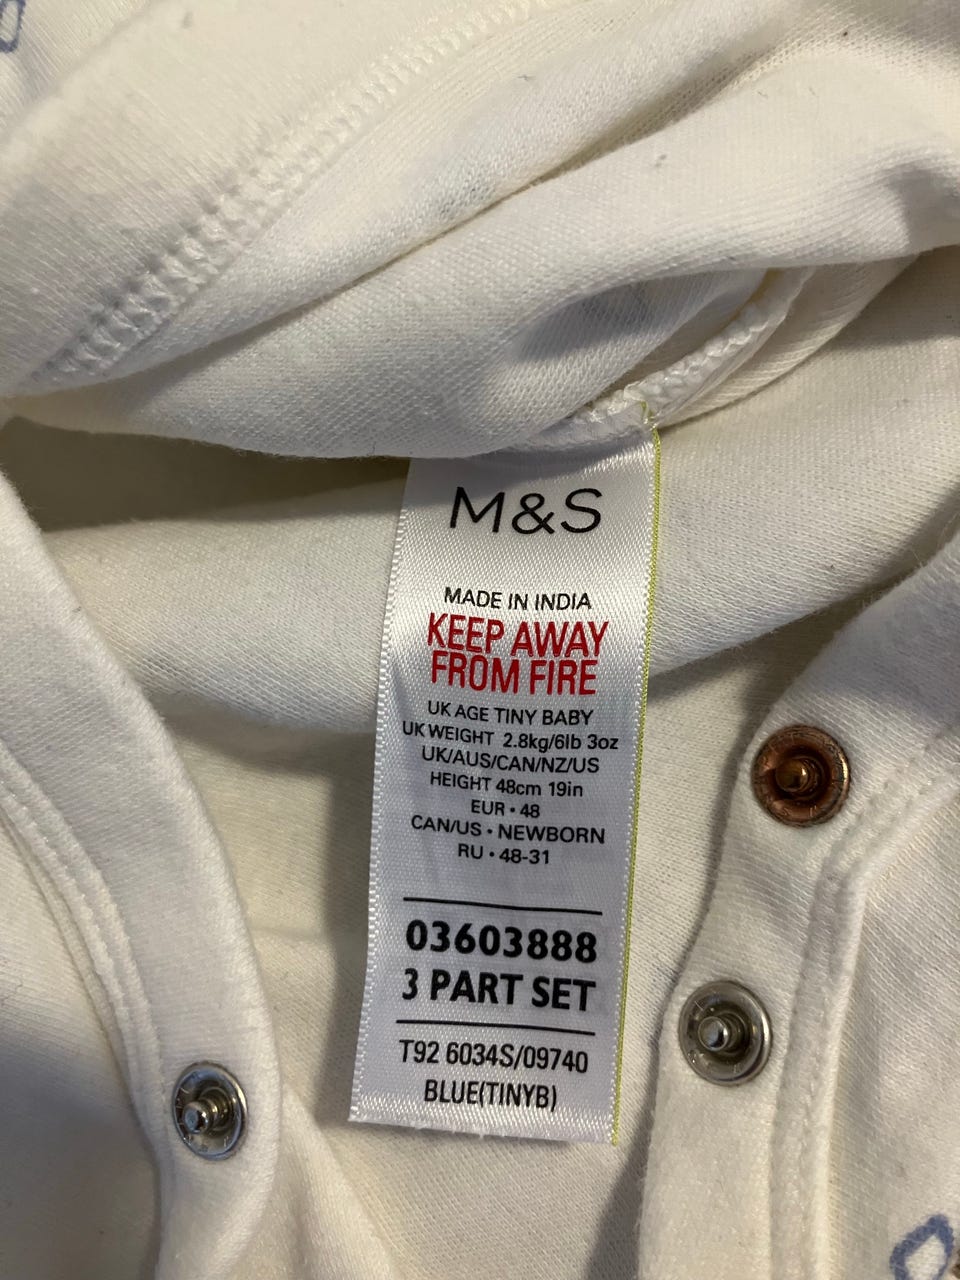 M&S
MADE IN INDIA
KEEP AWAY
FROM FIRE
UK AGE TINY BABY
UK WEIGHT 2.8kg/6lb 3oz
UK/AUS/CAN/NZ/US
HEIGHT 48cm 19in
EUR • 48
CAN/US • NEWBORN
RU • 48-31
03603888
3 PART SET
T92 6034S/09740
BLUE(TINYB)